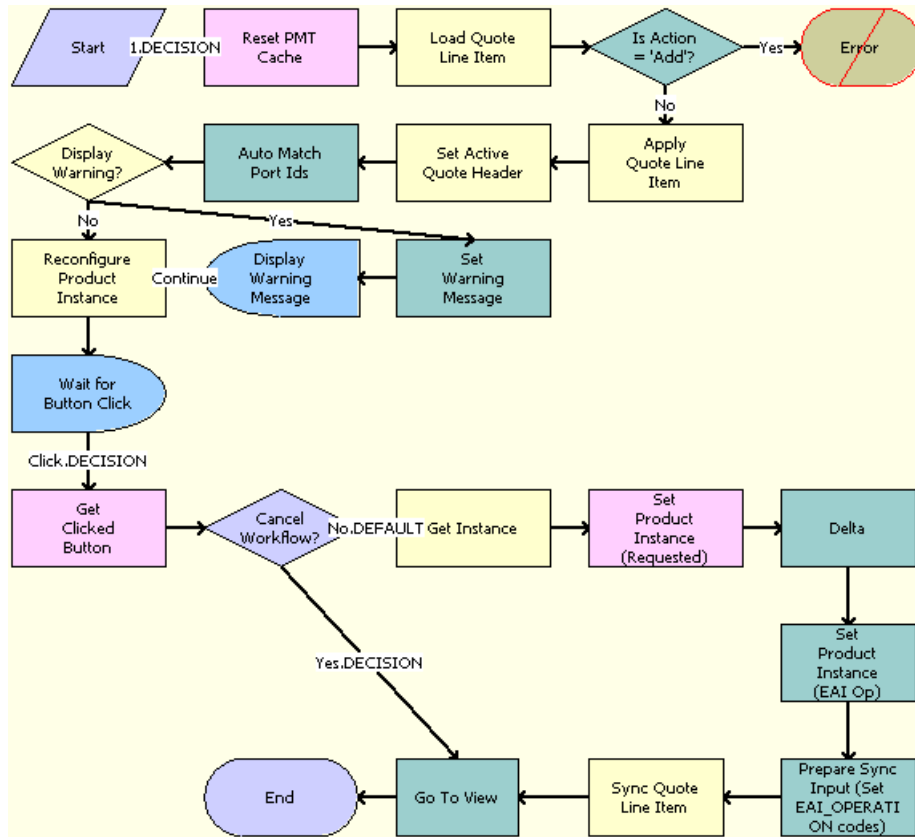 Start
1.DECISION
Reset PMT
Cache
Load Quote
Line Item
Is Action
= 'Add'?
Yes
Error
No
Display
Warning?
Auto Match
Port Ids
Set Active
Quote Header
Apply
Quote Line
Item
No
Yes
Reconfigure
Product
Instance
Continue
Display
Warning
Message
Set
Warning
Message
Wait for
Button Click
Click.DECISION
Get
Clicked
Button
Cancel
Workflow?
No.DEFAULT
Get Instance
Set
Product
Instance
(Requested)
Delta
Set
Product
Instance
(EAI Op)
Yes.DECISION
End
Go To View
Sync Quote
Line Item
Prepare Sync
Input (Set
EAI_OPERATI
ON codes)